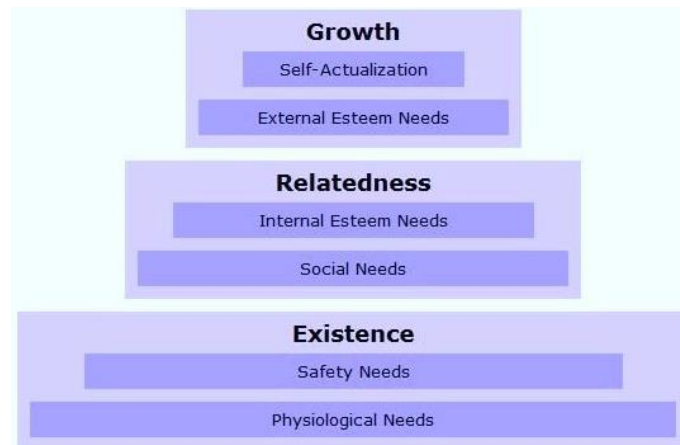 Growth
Self-Actualization
External Esteem Needs
Relatedness
Internal Esteem Needs
Social Needs
Existence
Safety Needs
Physiological Needs